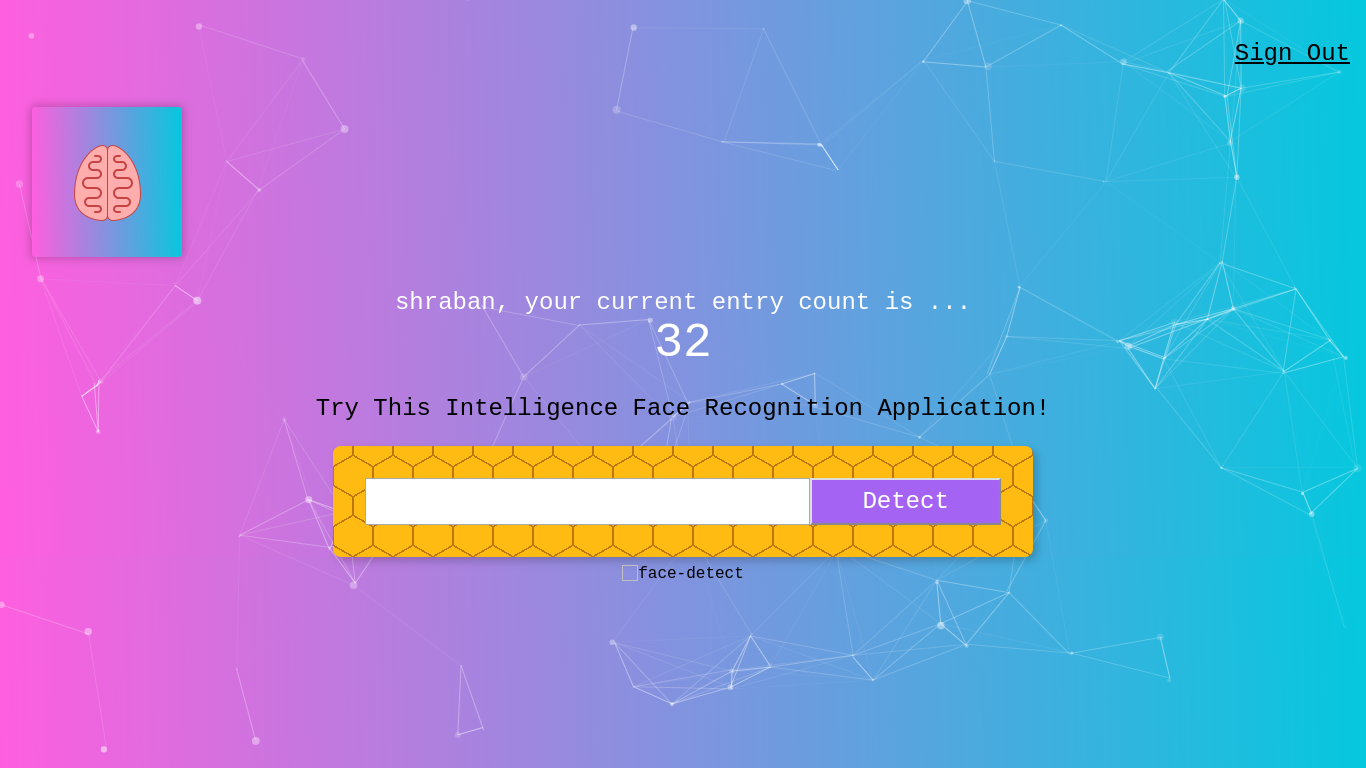 Sign Out
shraban, your current entry count is ...
32
Try This Intelligence Face Recognition Application!
Detect
face-detect